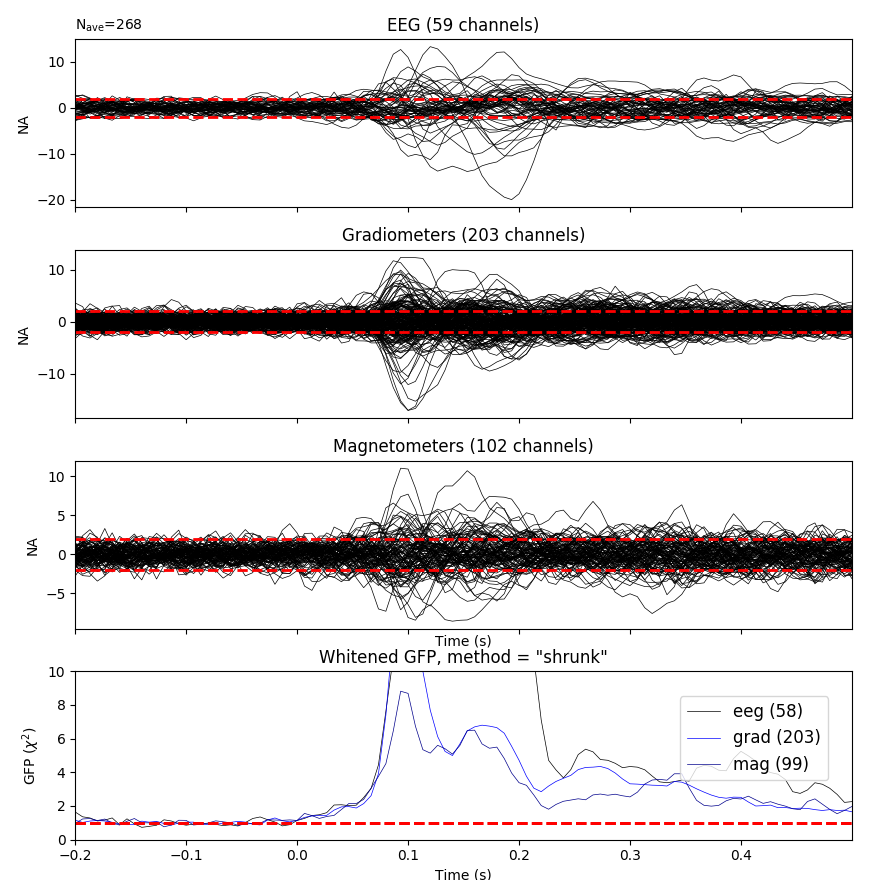 N_ave=268
EEG (59 channels)
10
0
−10
−20
NA
Gradiometers (203 channels)
10
0
−10
NA
Magnetometers (102 channels)
10
5
0
−5
NA
Time (s)
Whitened GFP, method = "shrunk"
10
8
6
4
2
0
GFP (χ²)
eeg (58)
grad (203)
mag (99)
−0.2 −0.1 0.0 0.1 0.2 0.3 0.4
Time (s)